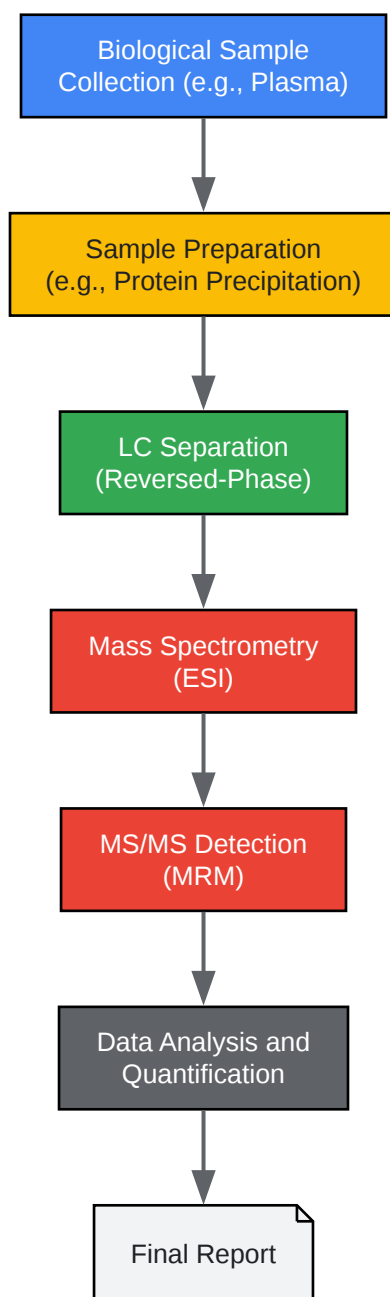 Biological Sample
Collection (e.g., Plasma)
Sample Preparation
(e.g., Protein Precipitation)
LC Separation
(Reversed-Phase)
Mass Spectrometry
(ESI)
MS/MS Detection
(MRM)
Data Analysis and
Quantification
Final Report